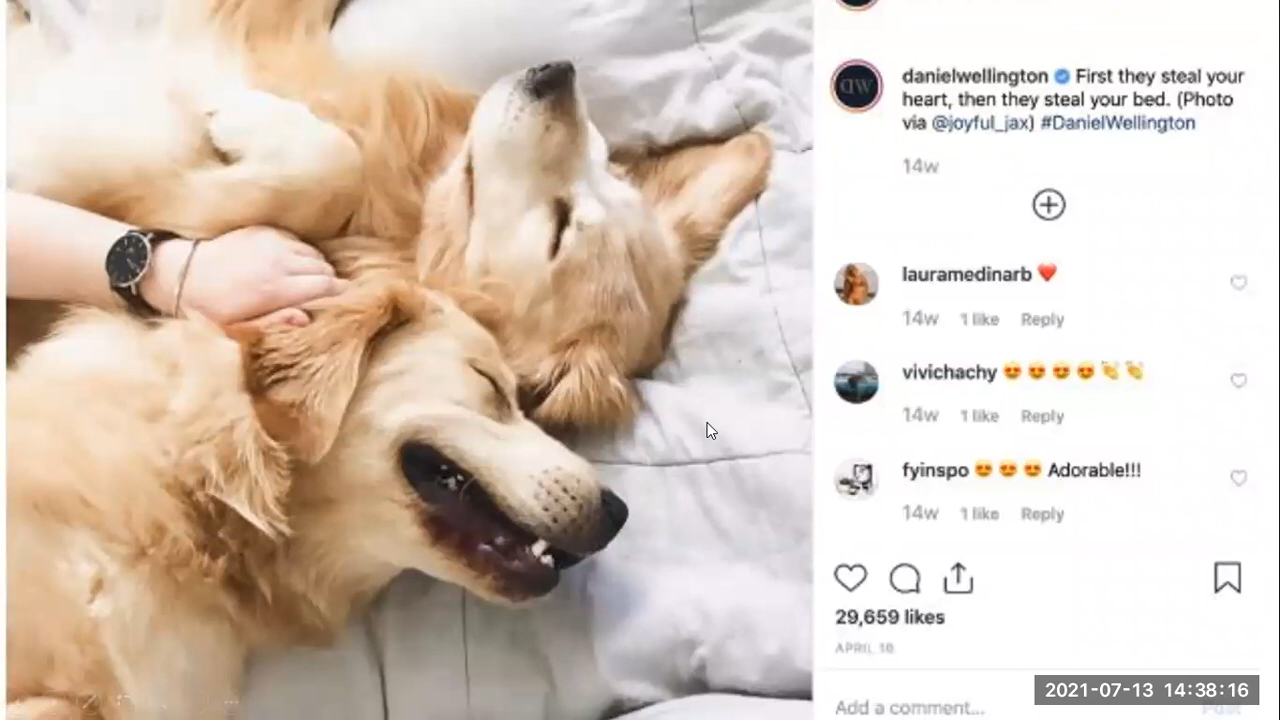 danielwellington First they steal your
heart, then they steal your bed. (Photo
via @joyful_jax) #DanielWellington
14w
lauramedinarb ❤️
14w 1 like Reply
vivichachy 😍 😍 😍 😍 👏 👏
14w 1 like Reply
fyinspo 😍 😍 😍 Adorable!!!
14w 1 like Reply
29,659 likes
APRIL 18
2021-07-13 14:38:16
Add a comment...
Post